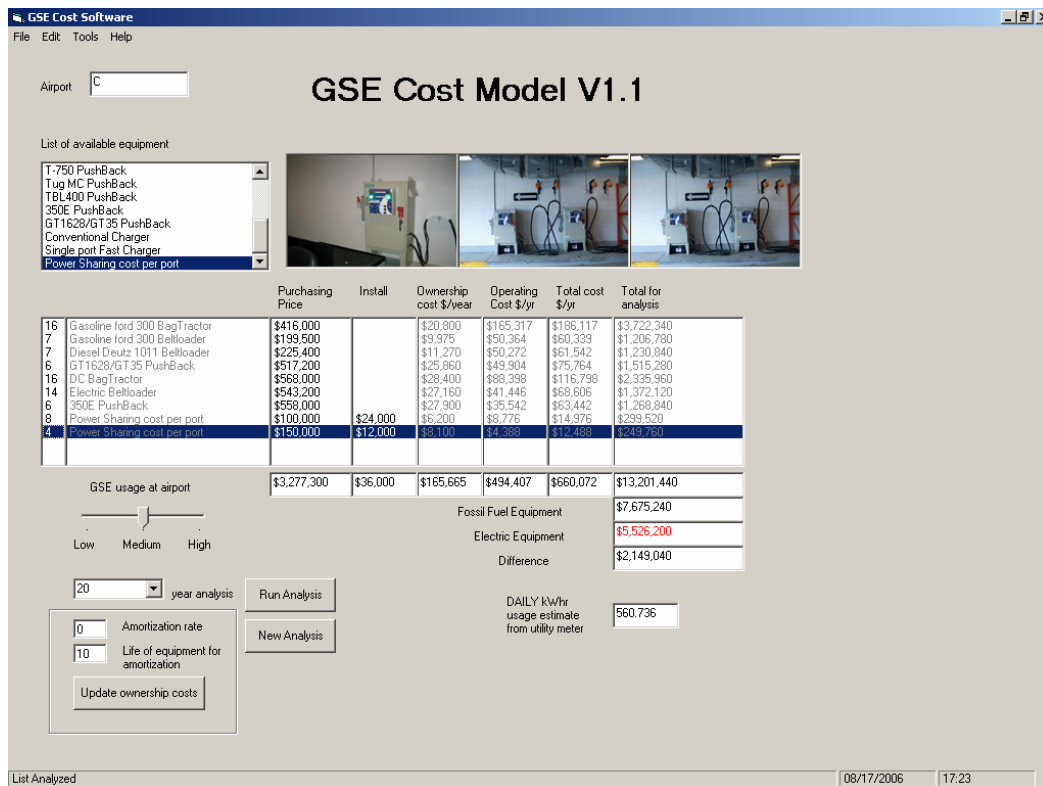 GSE Cost Software
File Edit Tools Help
Airport C
GSE Cost Model V1.1
List of available equipment
T-750 PushBack
Tug MC PushBack
TBL400 PushBack
350E PushBack
GT1628/GT35 PushBack
Conventional Charger
Single port Fast Charger
Power Sharing cost per port
Purchasing Price Install Ownership cost $/year Operating Cost $/yr Total cost $/yr Total for analysis
16 Gasoline ford 300 BagTractor $416,000 $20,800 $165,317 $186,117 $3,722,340
7 Gasoline ford 300 Beltloader $199,500 $9,975 $50,364 $60,339 $1,206,780
7 Diesel Deutz 1011 Beltloader $225,400 $11,270 $50,272 $61,542 $1,230,840
6 GT1628/GT35 PushBack $517,200 $25,860 $49,904 $75,764 $1,515,280
16 DC BagTractor $568,000 $28,400 $88,398 $116,798 $2,335,960
14 Electric Beltloader $543,200 $27,160 $41,446 $68,606 $1,372,120
6 350E PushBack $558,000 $27,900 $35,542 $63,442 $1,268,840
8 Power Sharing cost per port $100,000 $24,000 $6,200 $8,776 $14,976 $299,520
4 Power Sharing cost per port $150,000 $12,000 $8,100 $4,388 $12,488 $249,760
$3,277,300 $36,000 $165,665 $494,407 $660,072 $13,201,440
GSE usage at airport
Low Medium High
Fossil Fuel Equipment $7,675,240
Electric Equipment $5,526,200
Difference $2,149,040
20 year analysis
Run Analysis
DAILY kWhr
usage estimate
from utility meter
560.736
0 Amortization rate
New Analysis
10 Life of equipment for
amortization
Update ownership costs
List Analyzed 08/17/2006 17:23